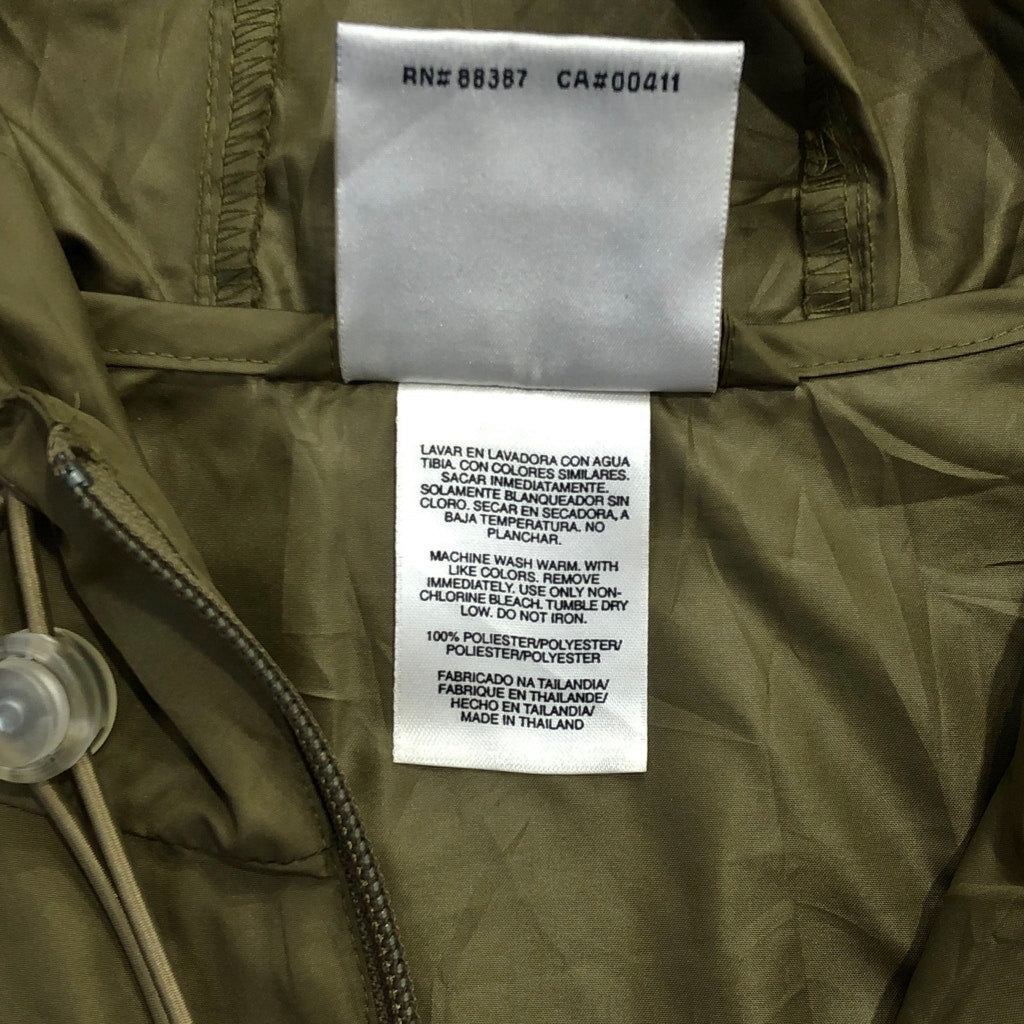 RN# 88387 CA#00411
LAVAR EN LAVADORA CON AGUA
TIBIA. CON COLORES SIMILARES.
SACAR INMEDIATAMENTE.
SOLAMENTE BLANQUEADOR SIN
CLORO. SECAR EN SECADORA, A
BAJA TEMPERATURA. NO
PLANCHAR.
MACHINE WASH WARM. WITH
LIKE COLORS. REMOVE
IMMEDIATELY. USE ONLY NON-
CHLORINE BLEACH. TUMBLE DRY
LOW. DO NOT IRON.
100% POLIESTER/POLYESTER/
POLIESTER/POLYESTER
FABRICADO NA TAILANDIA/
FABRIQUE EN THAILANDE/
HECHO EN TAILANDIA/
MADE IN THAILAND